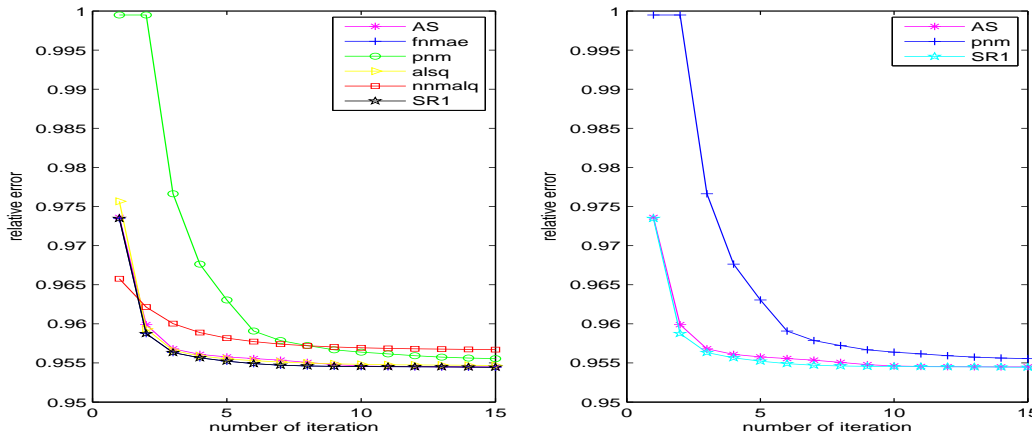 1
0.995
0.99
0.985
0.98
0.975
0.97
0.965
0.96
0.955
0.95
0
5
10
15
relative error
number of iteration
AS
fnmae
pnm
alsq
nnmalq
SR1
1
0.995
0.99
0.985
0.98
0.975
0.97
0.965
0.96
0.955
0.95
0
5
10
15
relative error
number of iteration
AS
pnm
SR1